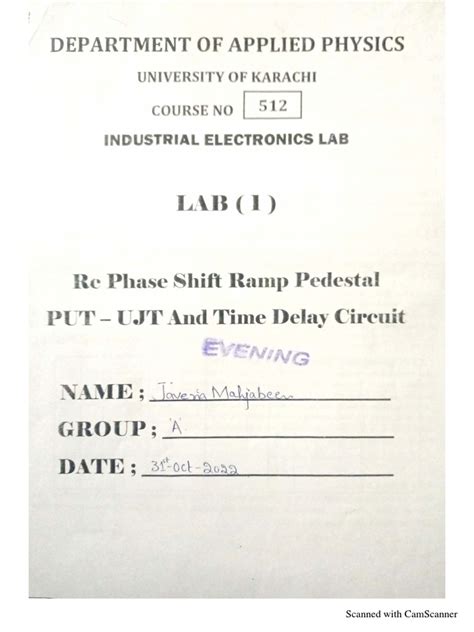 DEPARTMENT OF APPLIED PHYSICS
UNIVERSITY OF KARACHI
COURSE NO 512
INDUSTRIAL ELECTRONICS LAB
LAB ( 1 )
Rc Phase Shift Ramp Pedestal
PUT – UJT And Time Delay Circuit
EVENING
NAME ; Javeria Mahjabeen
GROUP ; 'A'
DATE ; 31st-Oct-2022
Scanned with CamScanner